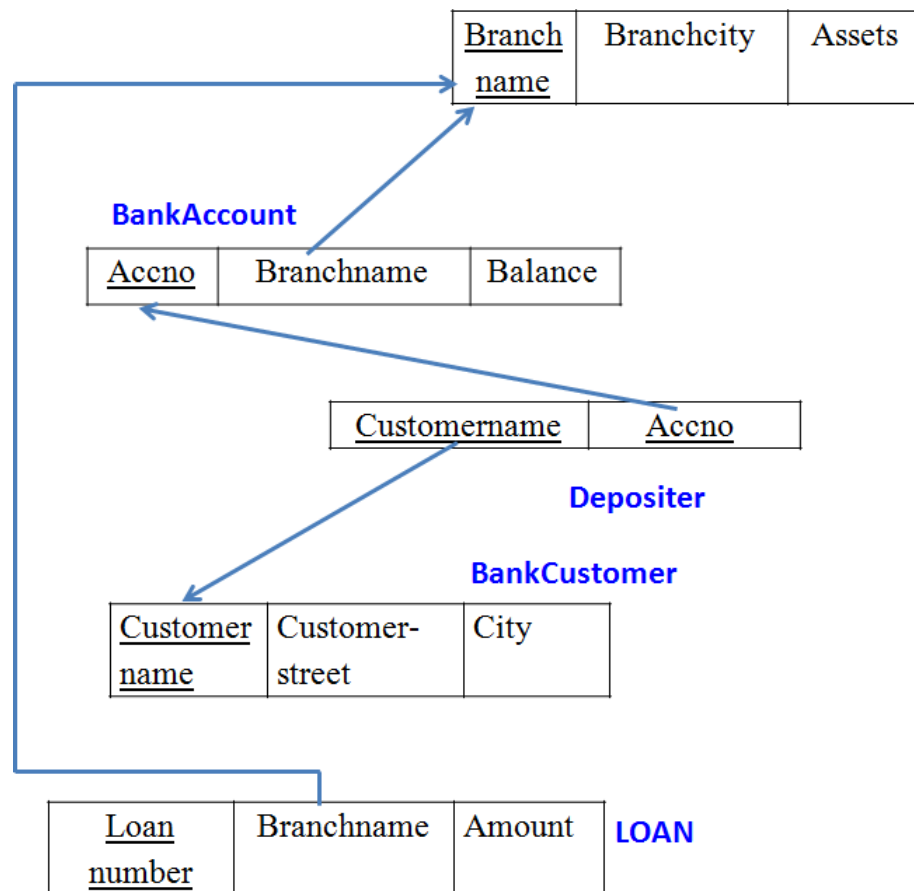 Branch name Branchcity Assets
BankAccount
Accno Branchname Balance
Customername Accno
Depositer
BankCustomer
Customer name Customer-street City
Loan number Branchname Amount LOAN